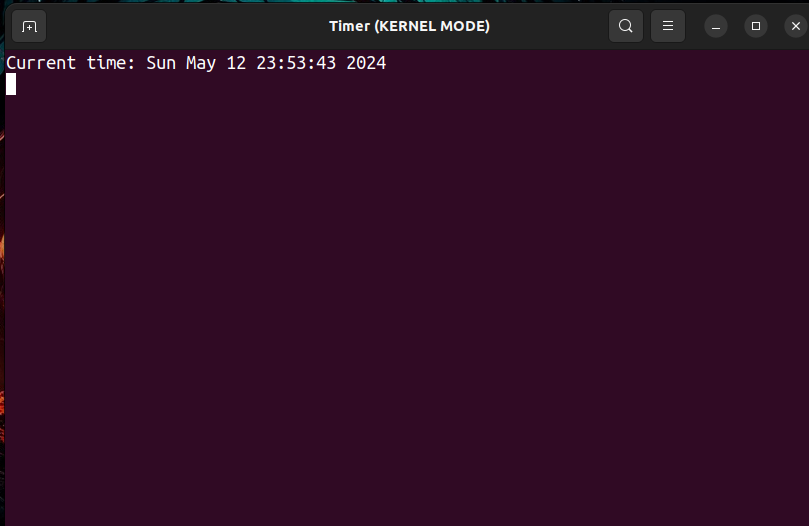 Timer (KERNEL MODE)
Current time: Sun May 12 23:53:43 2024